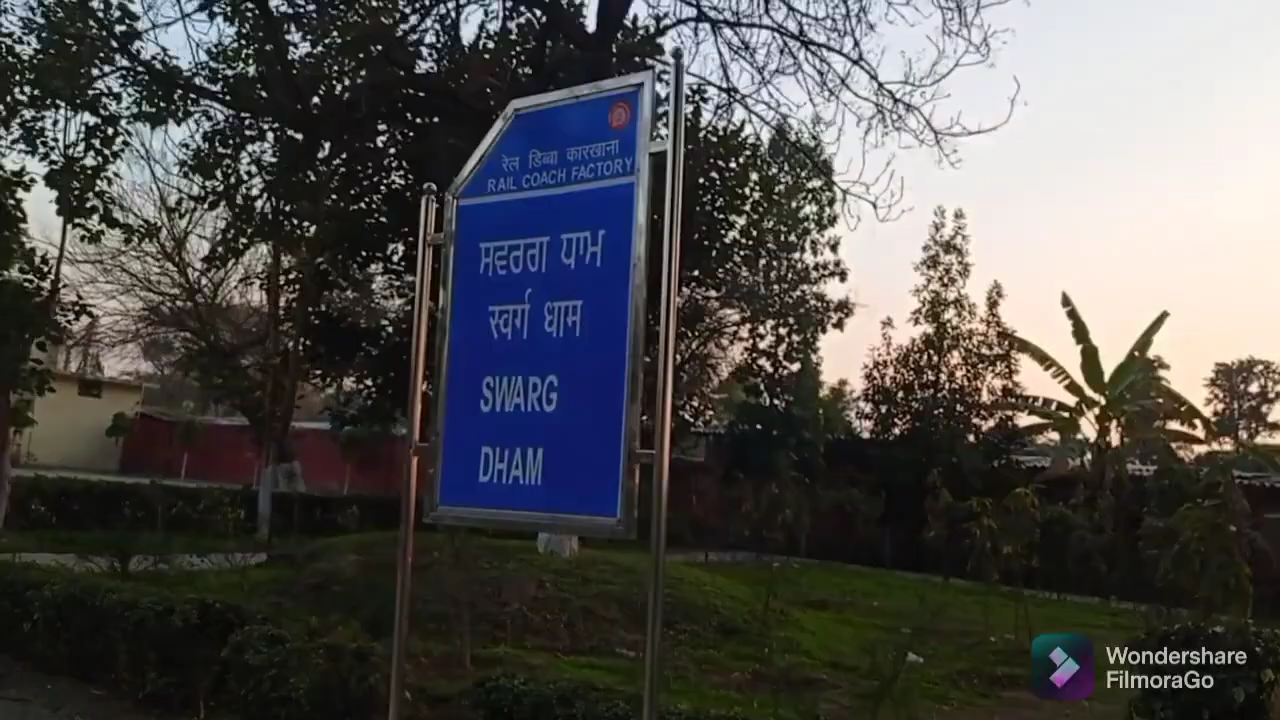 रेल डिब्बा कारखाना
RAIL COACH FACTORY
ਸਵਰਗ ਧਾਮ
स्वर्ग धाम
SWARG
DHAM
Wondershare
FilmoraGo